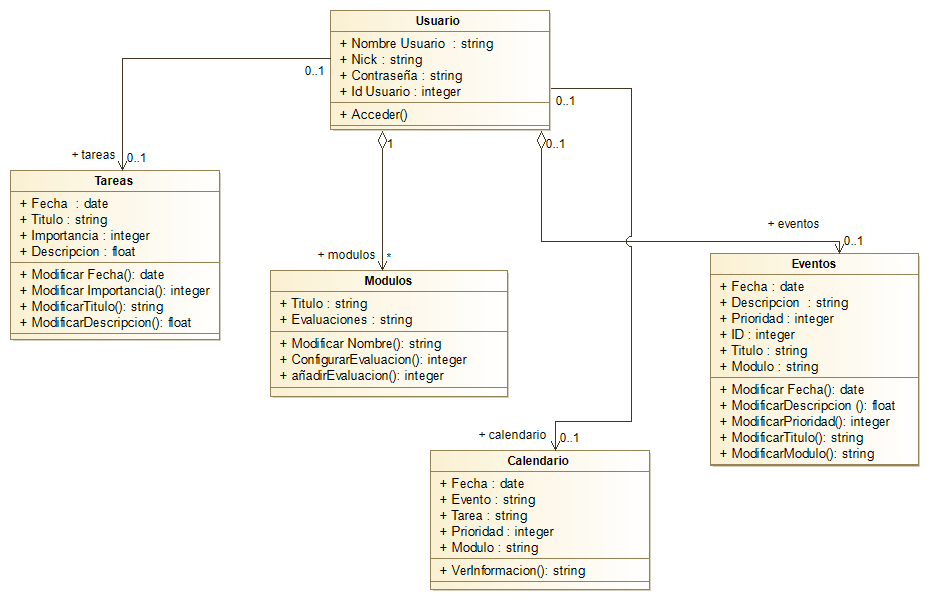 Usuario
+ Nombre Usuario : string
+ Nick : string
+ Contraseña : string
+ Id Usuario : integer
+ Acceder()
0..1
0..1
1
0..1
+ tareas
0..1
Tareas
+ Fecha : date
+ Titulo : string
+ Importancia : integer
+ Descripcion : float
+ Modificar Fecha(): date
+ Modificar Importancia(): integer
+ ModificarTitulo(): string
+ ModificarDescripcion(): float
+ modulos
*
Modulos
+ Titulo : string
+ Evaluaciones : string
+ Modificar Nombre(): string
+ ConfigurarEvaluacion(): integer
+ añadirEvaluacion(): integer
+ eventos
0..1
Eventos
+ Fecha : date
+ Descripcion : string
+ Prioridad : integer
+ ID : integer
+ Titulo : string
+ Modulo : string
+ Modificar Fecha(): date
+ ModificarDescripcion (): float
+ ModificarPrioridad(): integer
+ ModificarTitulo(): string
+ ModificarModulo(): string
+ calendario
0..1
Calendario
+ Fecha : date
+ Evento : string
+ Tarea : string
+ Prioridad : integer
+ Modulo : string
+ VerInformacion(): string